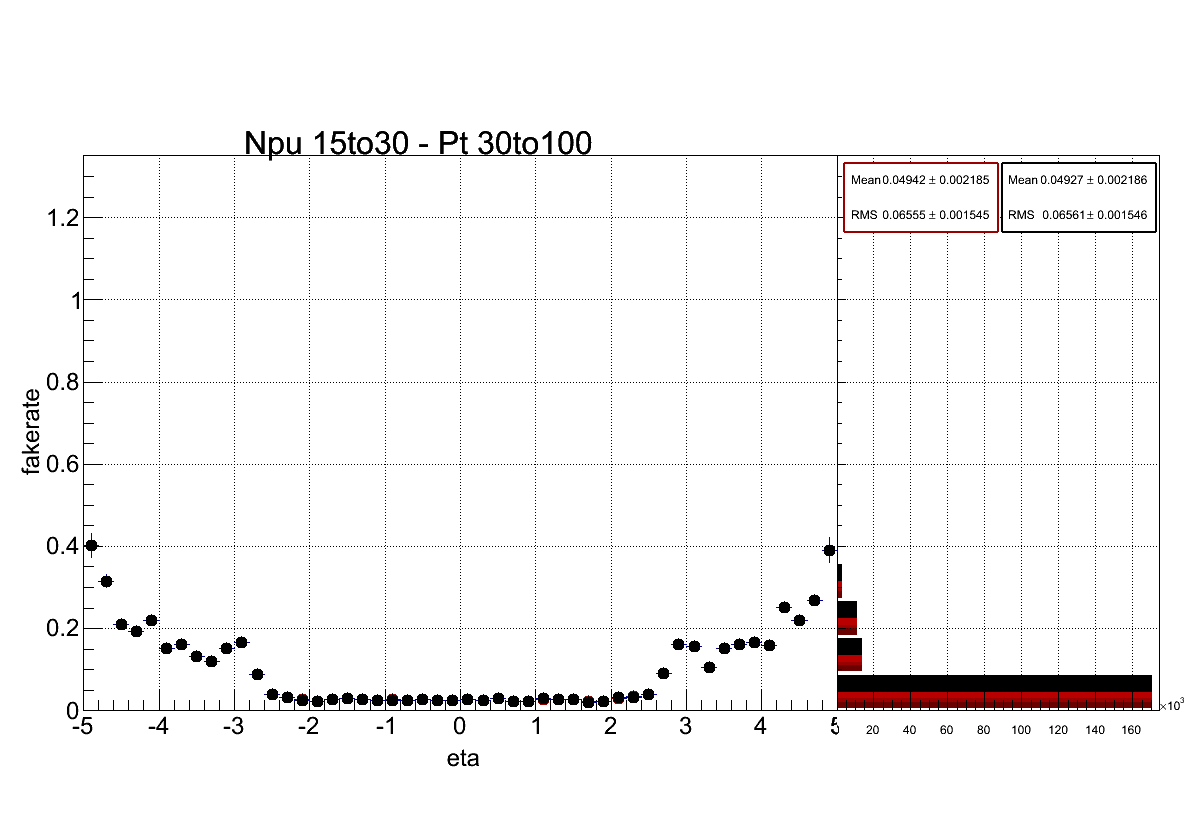 Npu 15to30 - Pt 30to100
Mean 0.04942 ± 0.002185
RMS 0.06555 ± 0.001545
Mean 0.04927 ± 0.002186
RMS 0.06561 ± 0.001546
fakerate
1.2
1
0.8
0.6
0.4
0.2
0
-5 -4 -3 -2 -1 0 1 2 3 4 5
eta
20 40 60 80 100 120 140 160
×10³